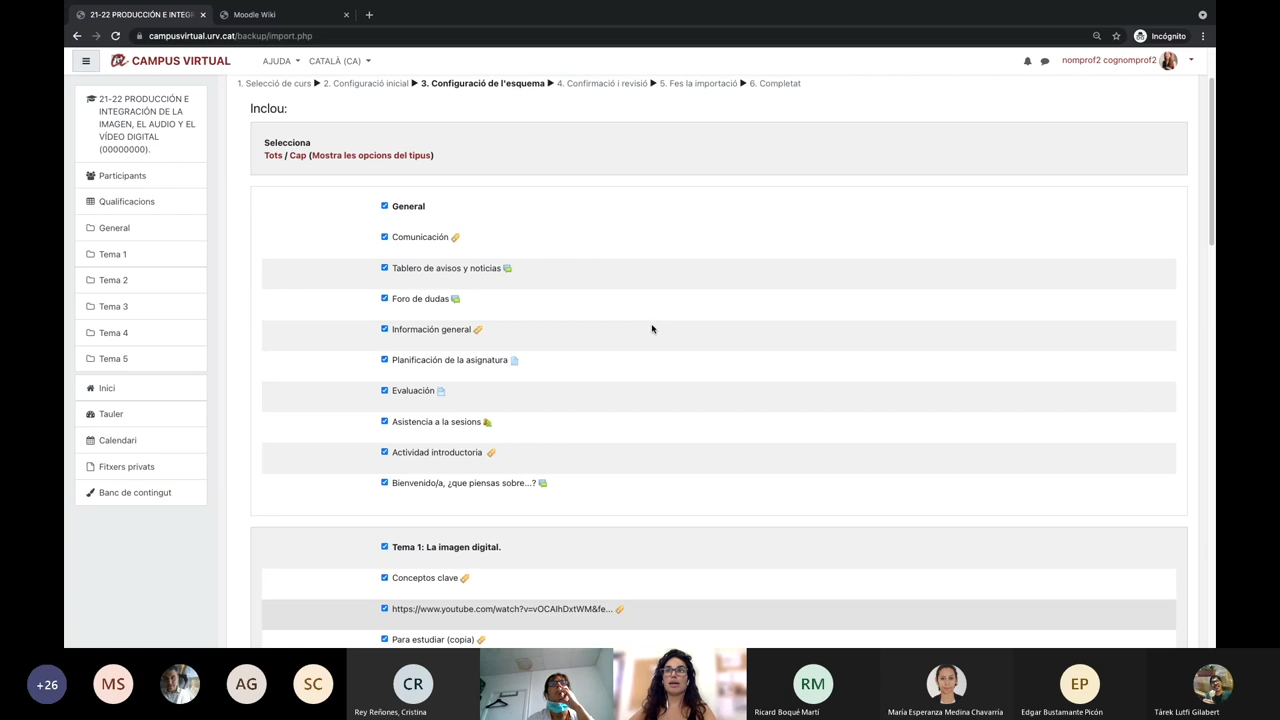 21-22 PRODUCCIÓN E INTEGR
Moodle Wiki
campusvirtual.urv.cat/backup/import.php
Incógnito
CAMPUS VIRTUAL
AJUDA
CATALÀ (CA)
nomprof2 cognomprof2
21-22 PRODUCCIÓN E
INTEGRACIÓN DE LA
IMAGEN, EL AUDIO Y EL
VÍDEO DIGITAL
(00000000).
Participants
Qualificacions
General
Tema 1
Tema 2
Tema 3
Tema 4
Tema 5
Inici
Tauler
Calendari
Fitxers privats
Banc de contingut
1. Selecció de curs ► 2. Configuració inicial ► 3. Configuració de l'esquema ► 4. Confirmació i revisió ► 5. Fes la importació ► 6. Completat
Inclou:
Selecciona
Tots / Cap (Mostra les opcions del tipus)
General
Comunicación
Tablero de avisos y noticias
Foro de dudas
Información general
Planificación de la asignatura
Evaluación
Asistencia a la sesions
Actividad introductoria
Bienvenido/a, ¿que piensas sobre...?
Tema 1: La imagen digital.
Conceptos clave
https://www.youtube.com/watch?v=vOCAlhDxtWM&fe...
Para estudiar (copia)
+26
MS
AG
SC
CR
Rey Reñones, Cristina
RM
Ricard Boqué Martí
María Esperanza Medina Chavarría
EP
Edgar Bustamante Picón
Tárek Lutfi Gilabert